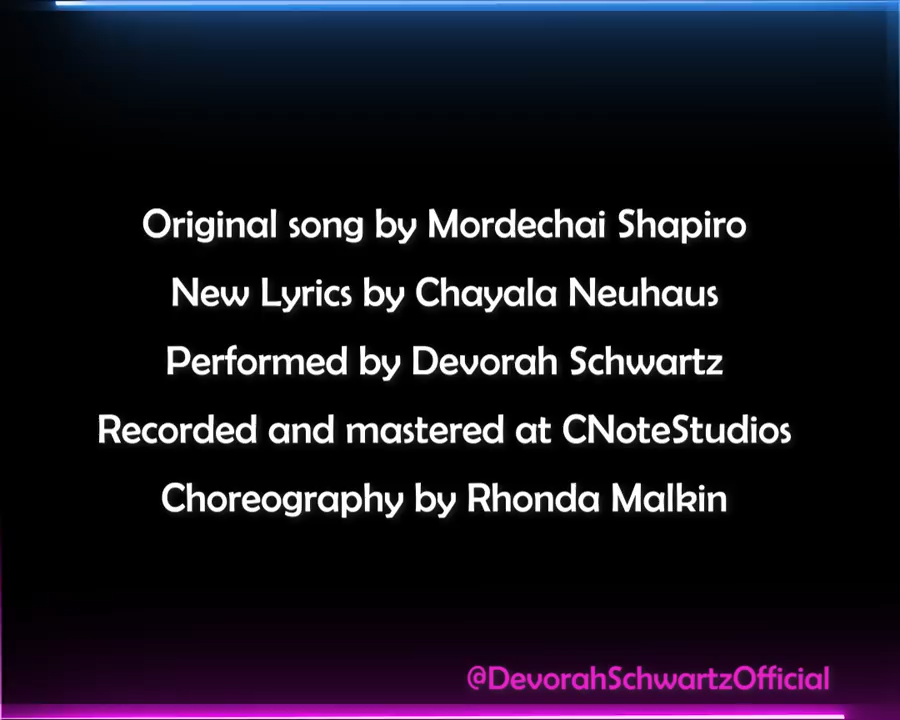 Original song by Mordechai Shapiro
New Lyrics by Chayala Neuhaus
Performed by Devorah Schwartz
Recorded and mastered at CNoteStudios
Choreography by Rhonda Malkin
@DevorahSchwartzOfficial